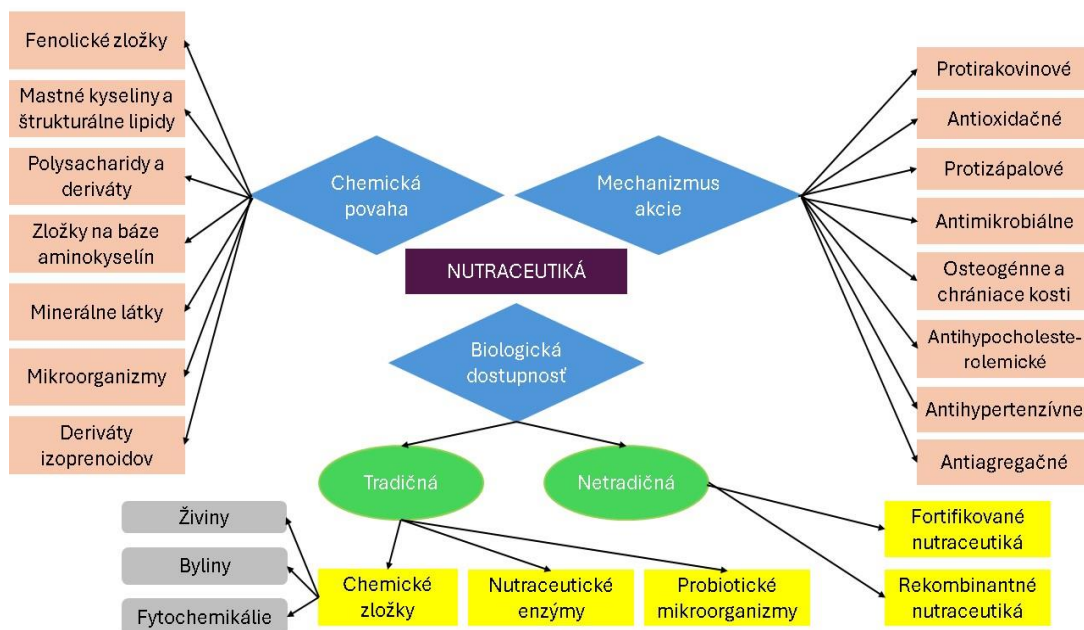 Fenolické zložky
Mastné kyseliny a
štrukturálne lipidy
Polysacharidy a
deriváty
Zložky na báze
aminokyselín
Minerálne látky
Mikroorganizmy
Deriváty
izoprenoidov
Chemická
povaha
Mechanizmus
akcie
NUTRACEUTIKÁ
Biologická
dostupnosť
Protirakovinové
Antioxidačné
Protizápalové
Antimikrobiálne
Osteogénne a
chrániace kosti
Antihypocholeste-
rolemické
Antihypertenzívne
Antiagregačné
Tradičná
Netradičná
Živiny
Byliny
Fytochemikálie
Chemické
zložky
Nutraceutické
enzýmy
Probiotické
mikroorganizmy
Fortifikované
nutraceutiká
Rekombinantné
nutraceutiká